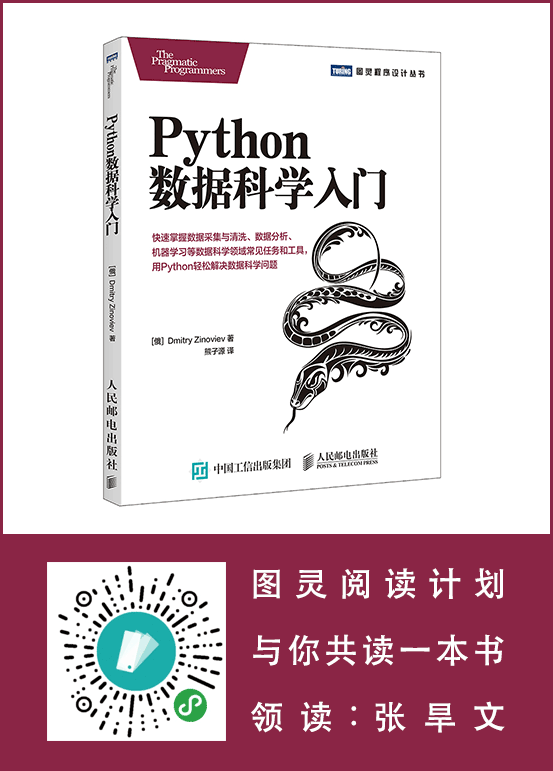 The
Pragmatic
Programmers
TURING 图灵程序设计丛书
Python
数据科学入门
快速掌握数据采集与清洗、数据分析、
机器学习等数据科学领域常见任务和工具，
用Python轻松解决数据科学问题
[俄] Dmitry Zinoviev 著
熊子源 译
中国工信出版集团
人民邮电出版社
POSTS & TELECOM PRESS
The
Pragmatic
Programmers
Python数据科学入门
[俄] Dmitry Zinoviev 著
人民邮电出版社
图灵阅读计划
与你共读一本书
领读：张旱文